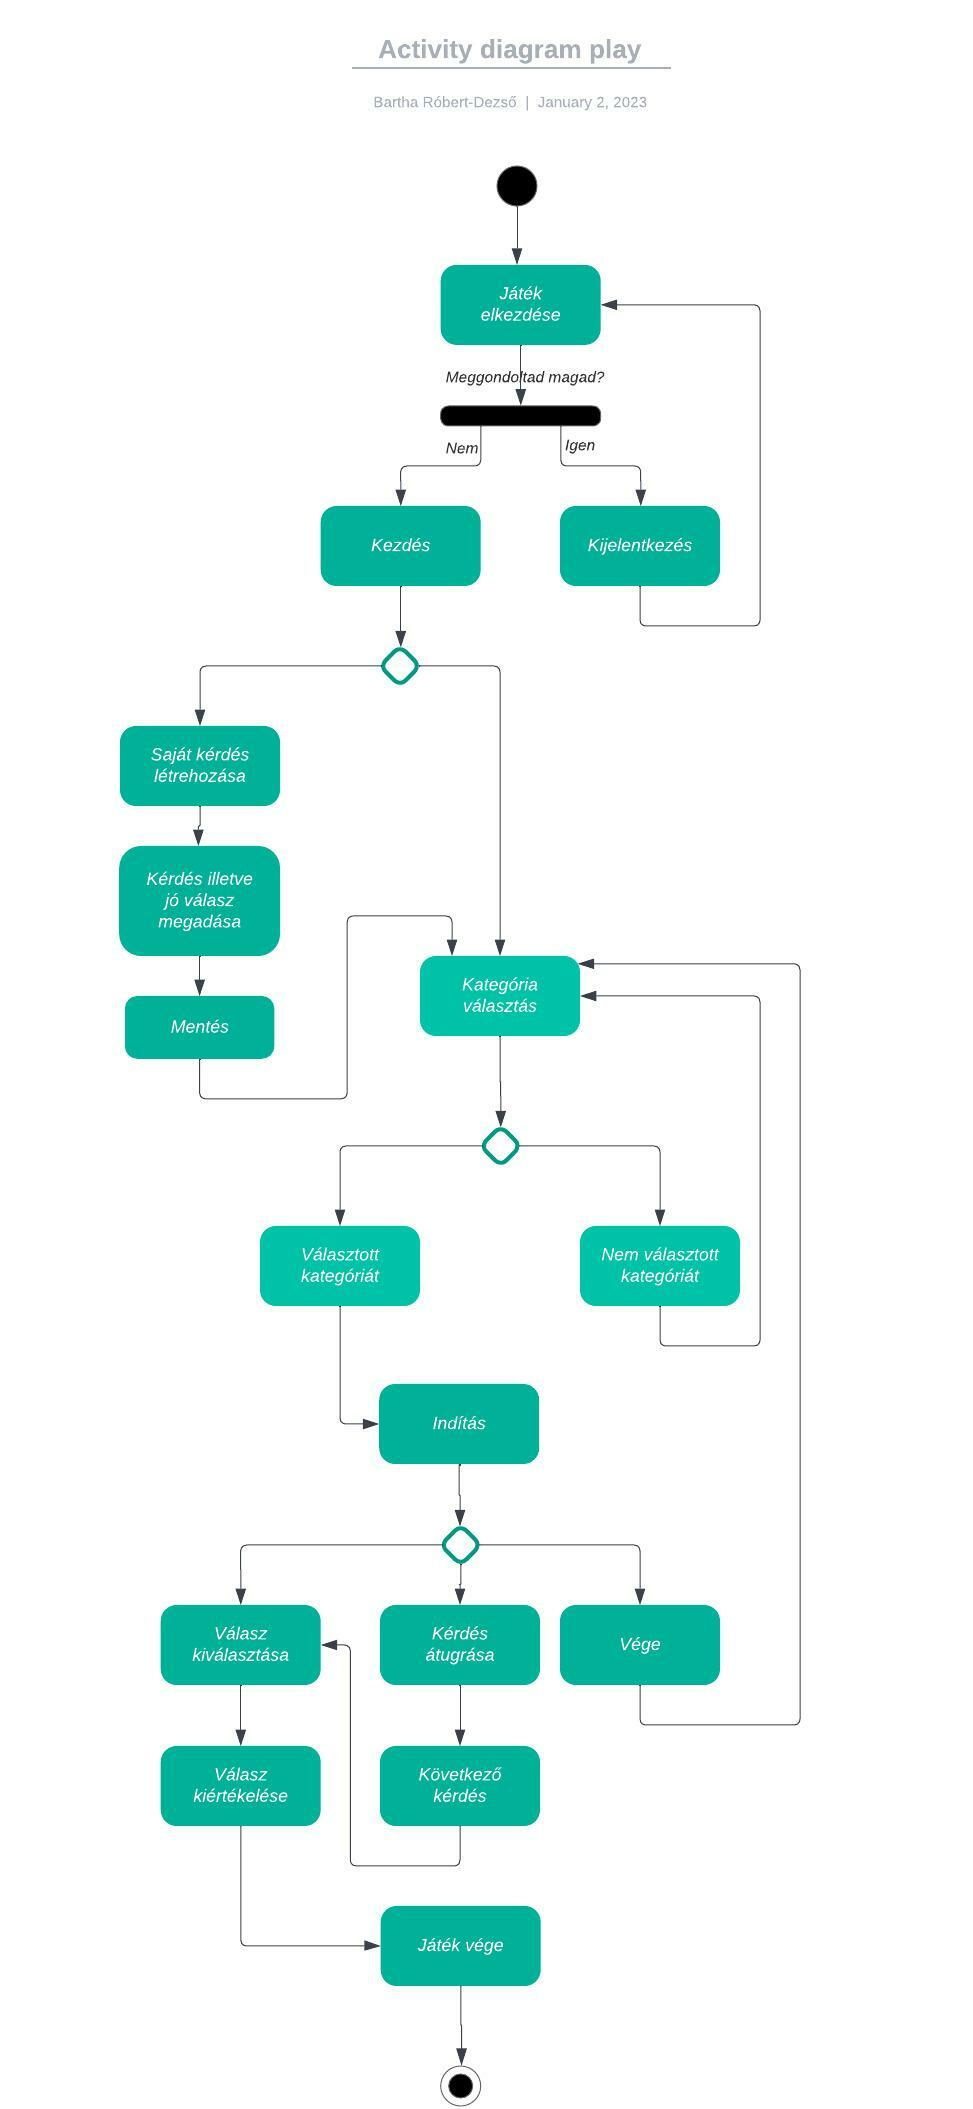 Activity diagram play
Bartha Róbert-Dezső | January 2, 2023
Játék
elkezdése
Meggondoltad magad?
Nem
Igen
Kezdés
Kijelentkezés
Saját kérdés
létrehozása
Kérdés illetve
jó válasz
megadása
Kategória
választás
Mentés
Választott
kategóriát
Nem választott
kategóriát
Indítás
Válasz
kiválasztása
Kérdés
átugrása
Vége
Válasz
kiértékelése
Következő
kérdés
Játék vége